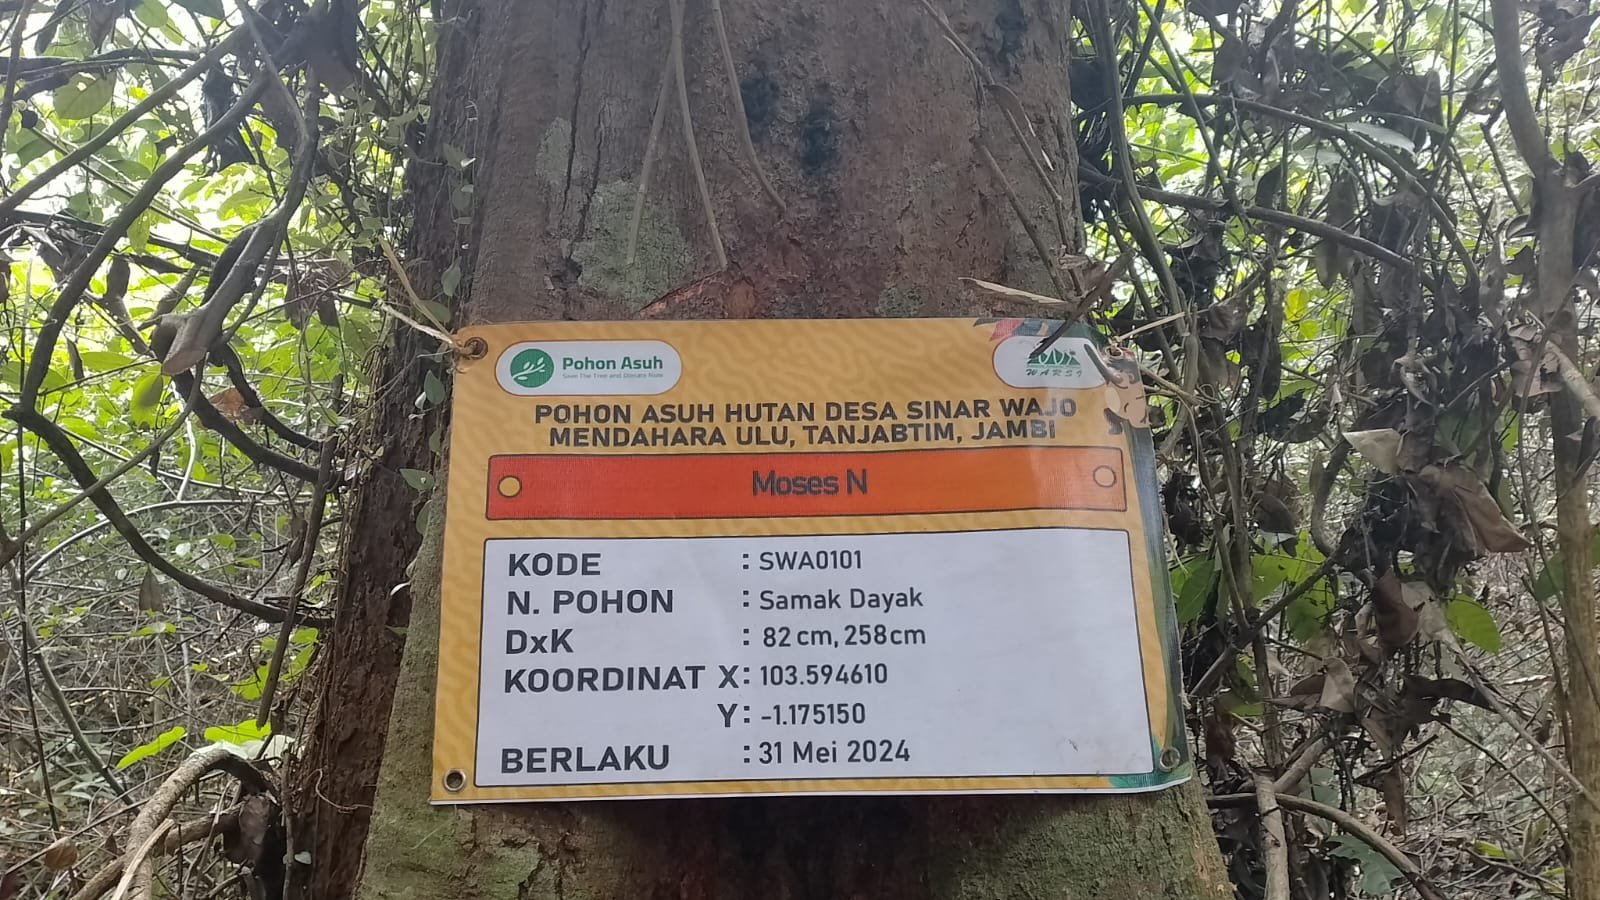 Pohon Asuh
Save The Tree and Donate Now
WARSI
POHON ASUH HUTAN DESA SINAR WAJO
MENDAHARA ULU, TANJABTIM, JAMBI
Moses N
KODE : SWA0101
N. POHON : Samak Dayak
DxK : 82 cm, 258cm
KOORDINAT X: 103.594610
Y: -1.175150
BERLAKU : 31 Mei 2024